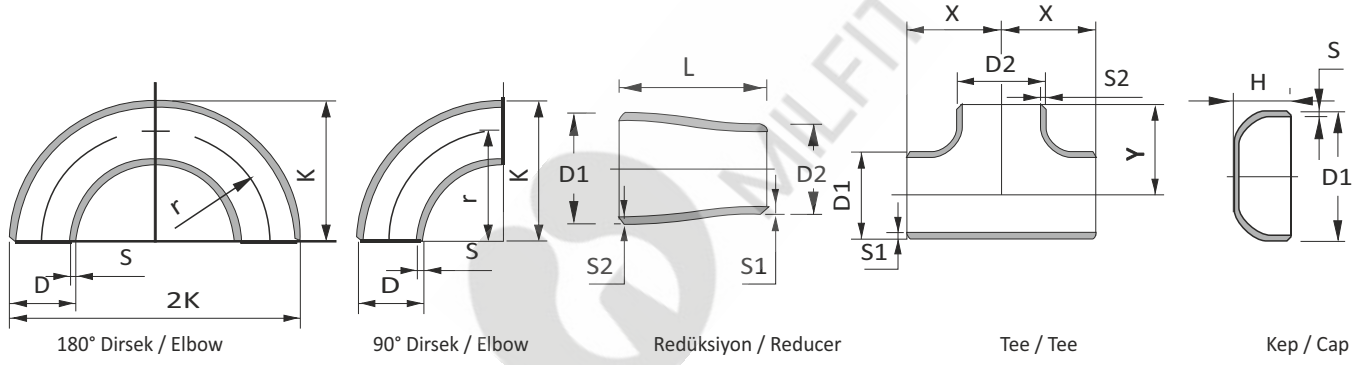 K
r
S
D
2K
180° Dirsek / Elbow
K
r
S
D
90° Dirsek / Elbow
L
D1
D2
S2
S1
Redüksiyon / Reducer
X X
D2
S2
Y
D1
S1
Tee / Tee
S
H
D1
Kep / Cap
MILFIT